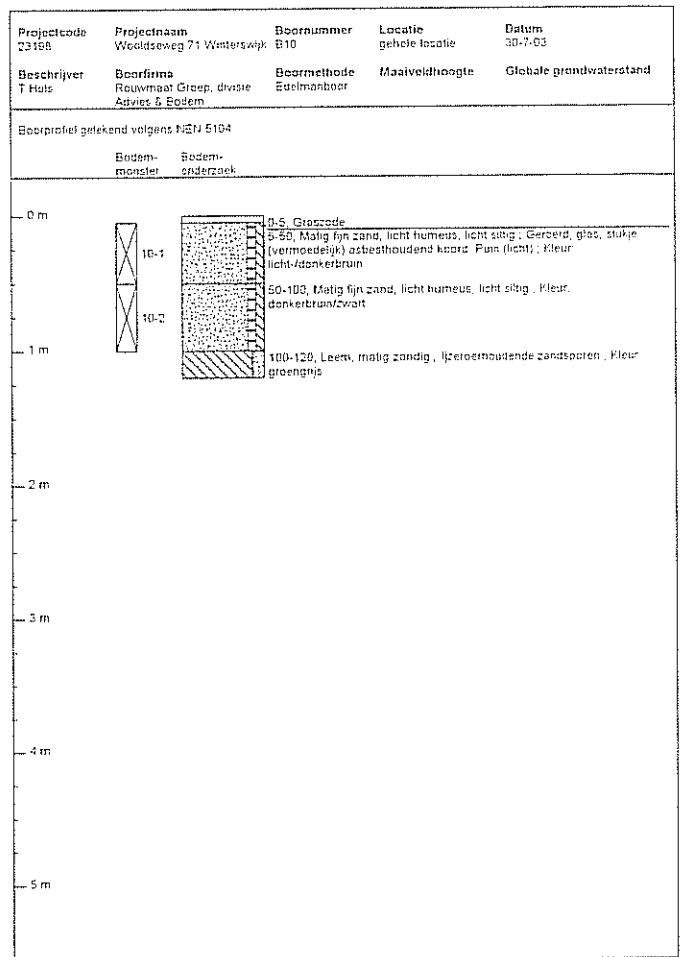 Projectcode Projectnaam Boornummer Locatie Datum
23198 Wooldseweg 71 Winterswijk B10 gehele locatie 30-7-03
Beschrijver Boorfirma Boormethode Maaiveldhoogte Globale grondwaterstand
T Huls Rouwmaat Groep, divisie Edelmanboor
Advies & Bodem
Boorprofiel getekend volgens NEN 5104
Bodem- Bodem-
monster onderzoek
0 m
0-5, Graszode
5-50, Matig fijn zand, licht humeus, licht siltig ; Geroerd, glas, stukje
(vermoedelijk) asbesthoudend koord Puin (licht) ; Kleur:
10-1
licht-/donkerbruin
50-100, Matig fijn zand, licht humeus, licht siltig ; Kleur:
donkerbruin/zwart
10-2
1 m
100-120, Leem, matig zandig ; Ijzeroerhoudende zandsporen ; Kleur
groengrijs
2 m
3 m
4 m
5 m